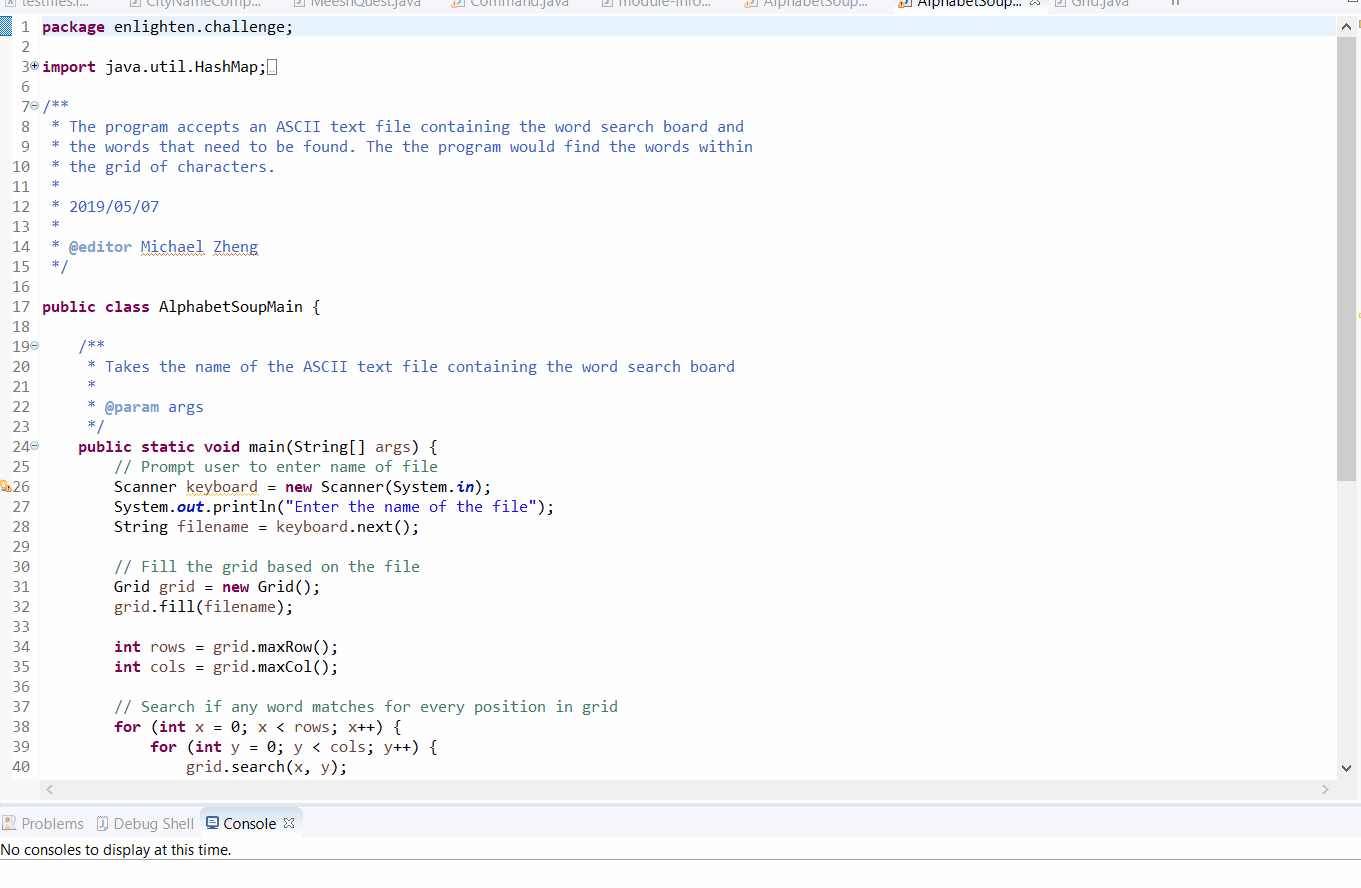 testfiles.i... CityNameComp... MeeshQuest.java Command.java module-info... AlphabetSoup... AlphabetSoup... Grid.java
1 package enlighten.challenge;
2
3 import java.util.HashMap;
6
7 /**
8 * The program accepts an ASCII text file containing the word search board and
9 * the words that need to be found. The the program would find the words within
10 * the grid of characters.
11 *
12 * 2019/05/07
13 *
14 * @editor Michael Zheng
15 */
16
17 public class AlphabetSoupMain {
18
19 /**
20 * Takes the name of the ASCII text file containing the word search board
21 *
22 * @param args
23 */
24 public static void main(String[] args) {
25 // Prompt user to enter name of file
26 Scanner keyboard = new Scanner(System.in);
27 System.out.println("Enter the name of the file");
28 String filename = keyboard.next();
29
30 // Fill the grid based on the file
31 Grid grid = new Grid();
32 grid.fill(filename);
33
34 int rows = grid.maxRow();
35 int cols = grid.maxCol();
36
37 // Search if any word matches for every position in grid
38 for (int x = 0; x < rows; x++) {
39 for (int y = 0; y < cols; y++) {
40 grid.search(x, y);
Problems Debug Shell Console
No consoles to display at this time.